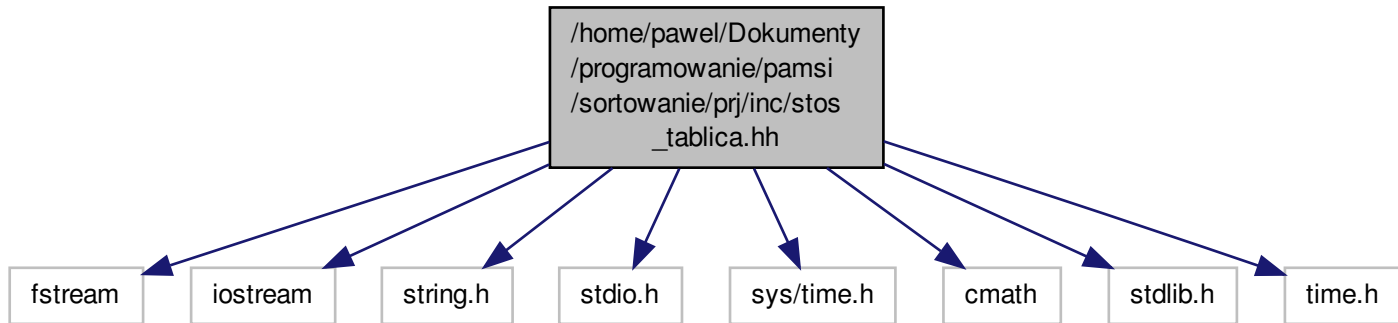 /home/pawel/Dokumenty
/programowanie/pamsi
/sortowanie/prj/inc/stos
_tablica.hh
fstream
iostream
string.h
stdio.h
sys/time.h
cmath
stdlib.h
time.h